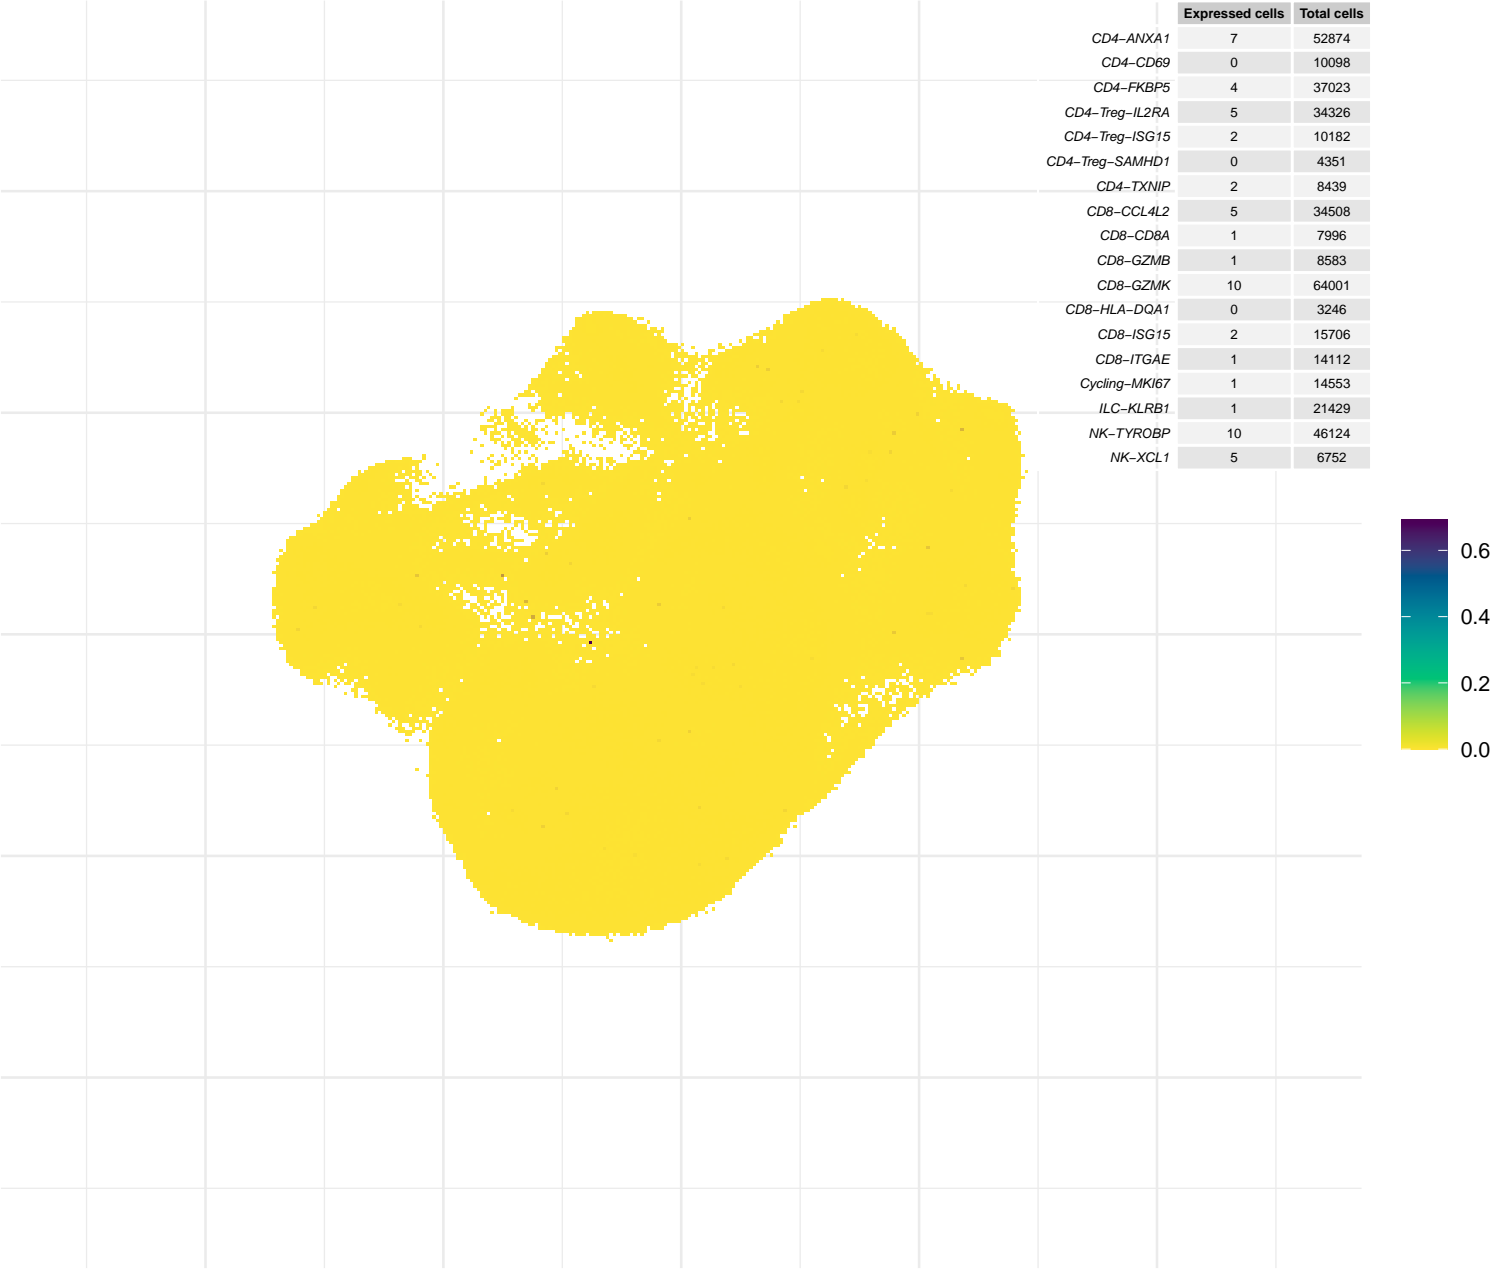 Expressed cells Total cells
CD4−ANXA1 7 52874
CD4−CD69 0 10098
CD4−FKBP5 4 37023
CD4−Treg−IL2RA 5 34326
CD4−Treg−ISG15 2 10182
CD4−Treg−SAMHD1 0 4351
CD4−TXNIP 2 8439
CD8−CCL4L2 5 34508
CD8−CD8A 1 7996
CD8−GZMB 1 8583
CD8−GZMK 10 64001
CD8−HLA−DQA1 0 3246
CD8−ISG15 2 15706
CD8−ITGAE 1 14112
Cycling−MKI67 1 14553
ILC−KLRB1 1 21429
NK−TYROBP 10 46124
NK−XCL1 5 6752
0.6
0.4
0.2
0.0